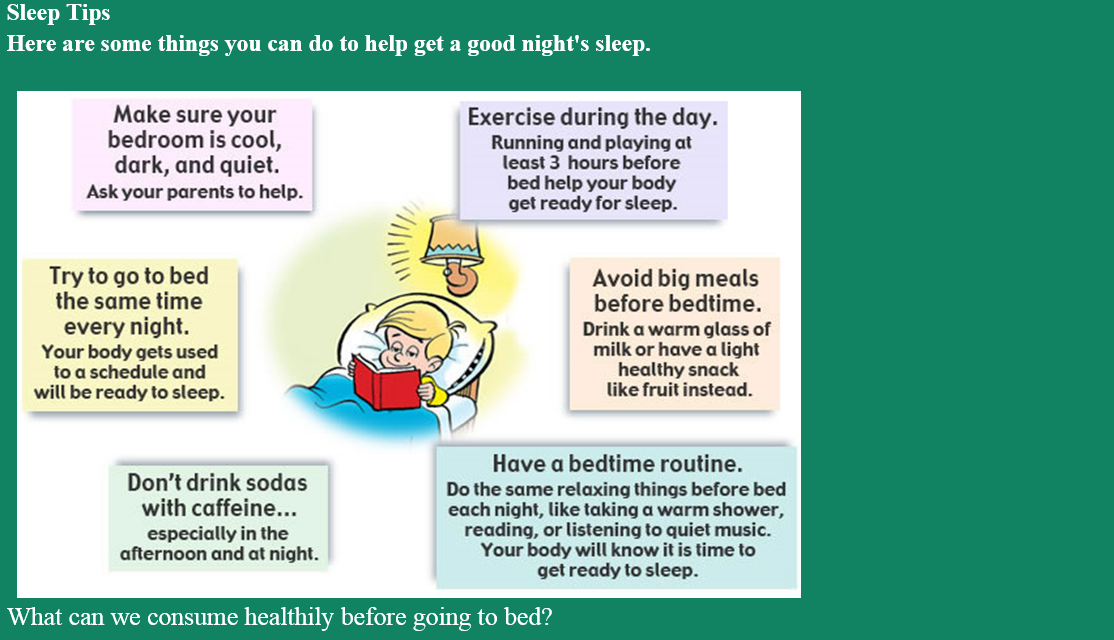 Sleep Tips
Here are some things you can do to help get a good night's sleep.
Make sure your
bedroom is cool,
dark, and quiet.
Ask your parents to help.
Exercise during the day.
Running and playing at
least 3 hours before
bed help your body
get ready for sleep.
Try to go to bed
the same time
every night.
Your body gets used
to a schedule and
will be ready to sleep.
Avoid big meals
before bedtime.
Drink a warm glass of
milk or have a light
healthy snack
like fruit instead.
Don't drink sodas
with caffeine...
especially in the
afternoon and at night.
Have a bedtime routine.
Do the same relaxing things before bed
each night, like taking a warm shower,
reading, or listening to quiet music.
Your body will know it is time to
get ready to sleep.
What can we consume healthily before going to bed?